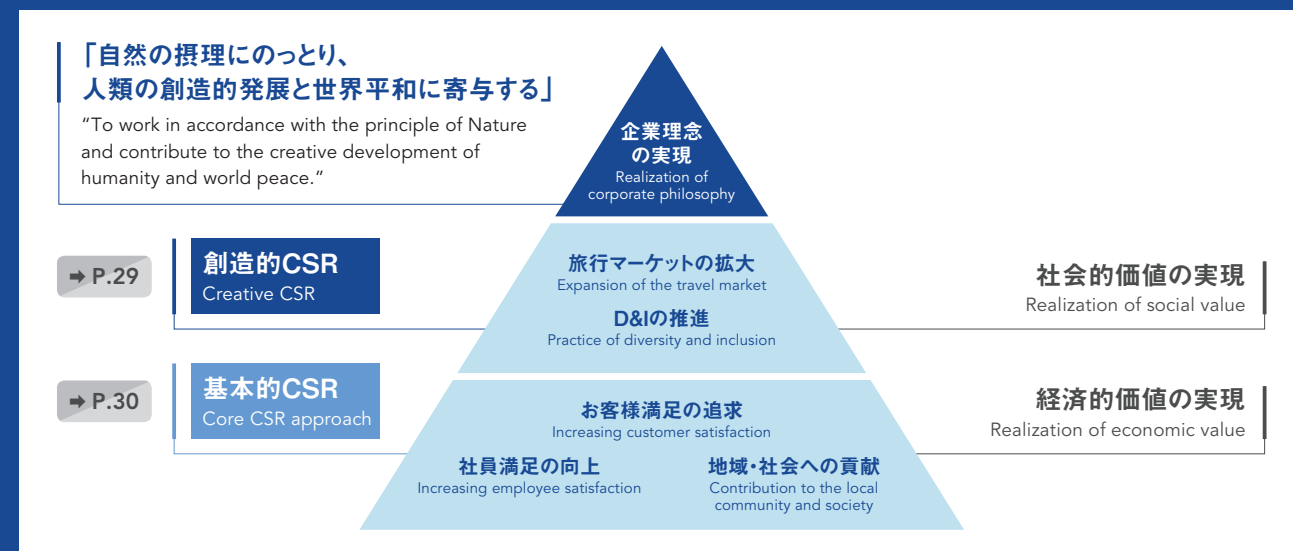 「自然の摂理にのっとり、
人類の創造的発展と世界平和に寄与する」
“To work in accordance with the principle of Nature
and contribute to the creative development of
humanity and world peace.”
企業理念
の実現
Realization of
corporate philosophy
➡ P.29
創造的CSR
Creative CSR
旅行マーケットの拡大
Expansion of the travel market
D&Iの推進
Practice of diversity and inclusion
社会的価値の実現
Realization of social value
➡ P.30
基本的CSR
Core CSR approach
お客様満足の追求
Increasing customer satisfaction
社員満足の向上
Increasing employee satisfaction
地域・社会への貢献
Contribution to the local
community and society
経済的価値の実現
Realization of economic value